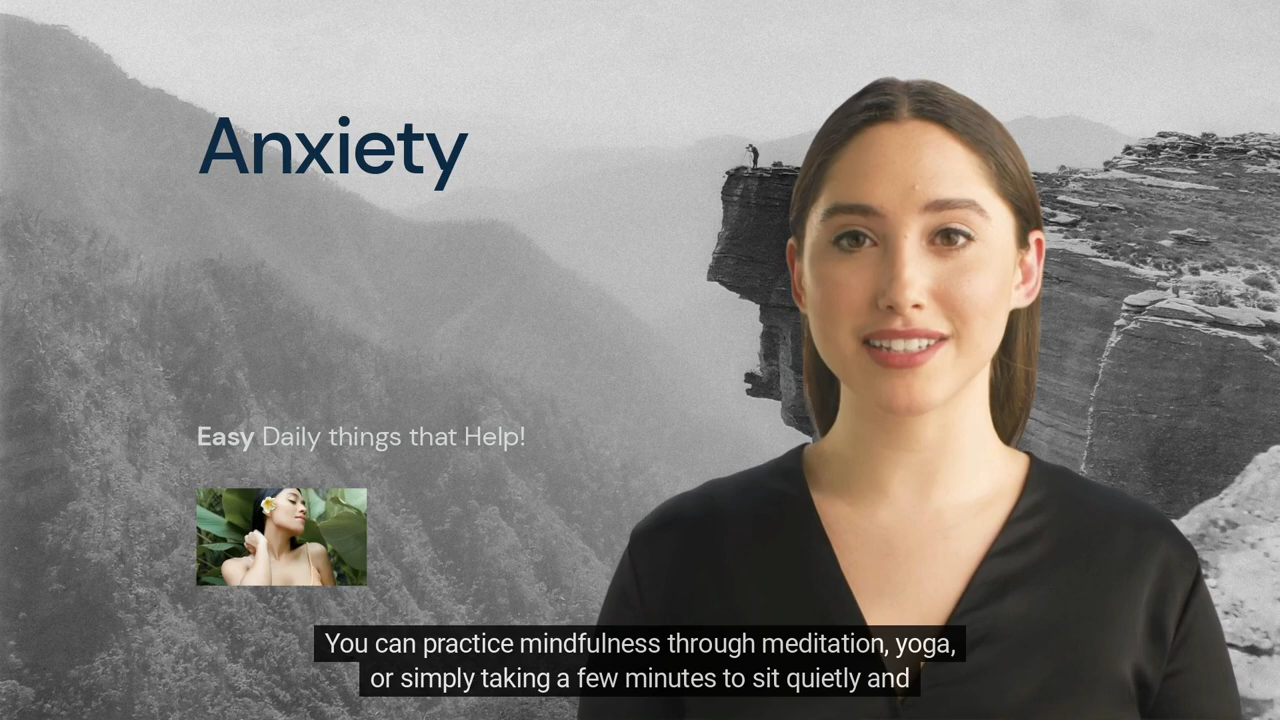 Anxiety
Easy Daily things that Help!
You can practice mindfulness through meditation, yoga,
or simply taking a few minutes to sit quietly and